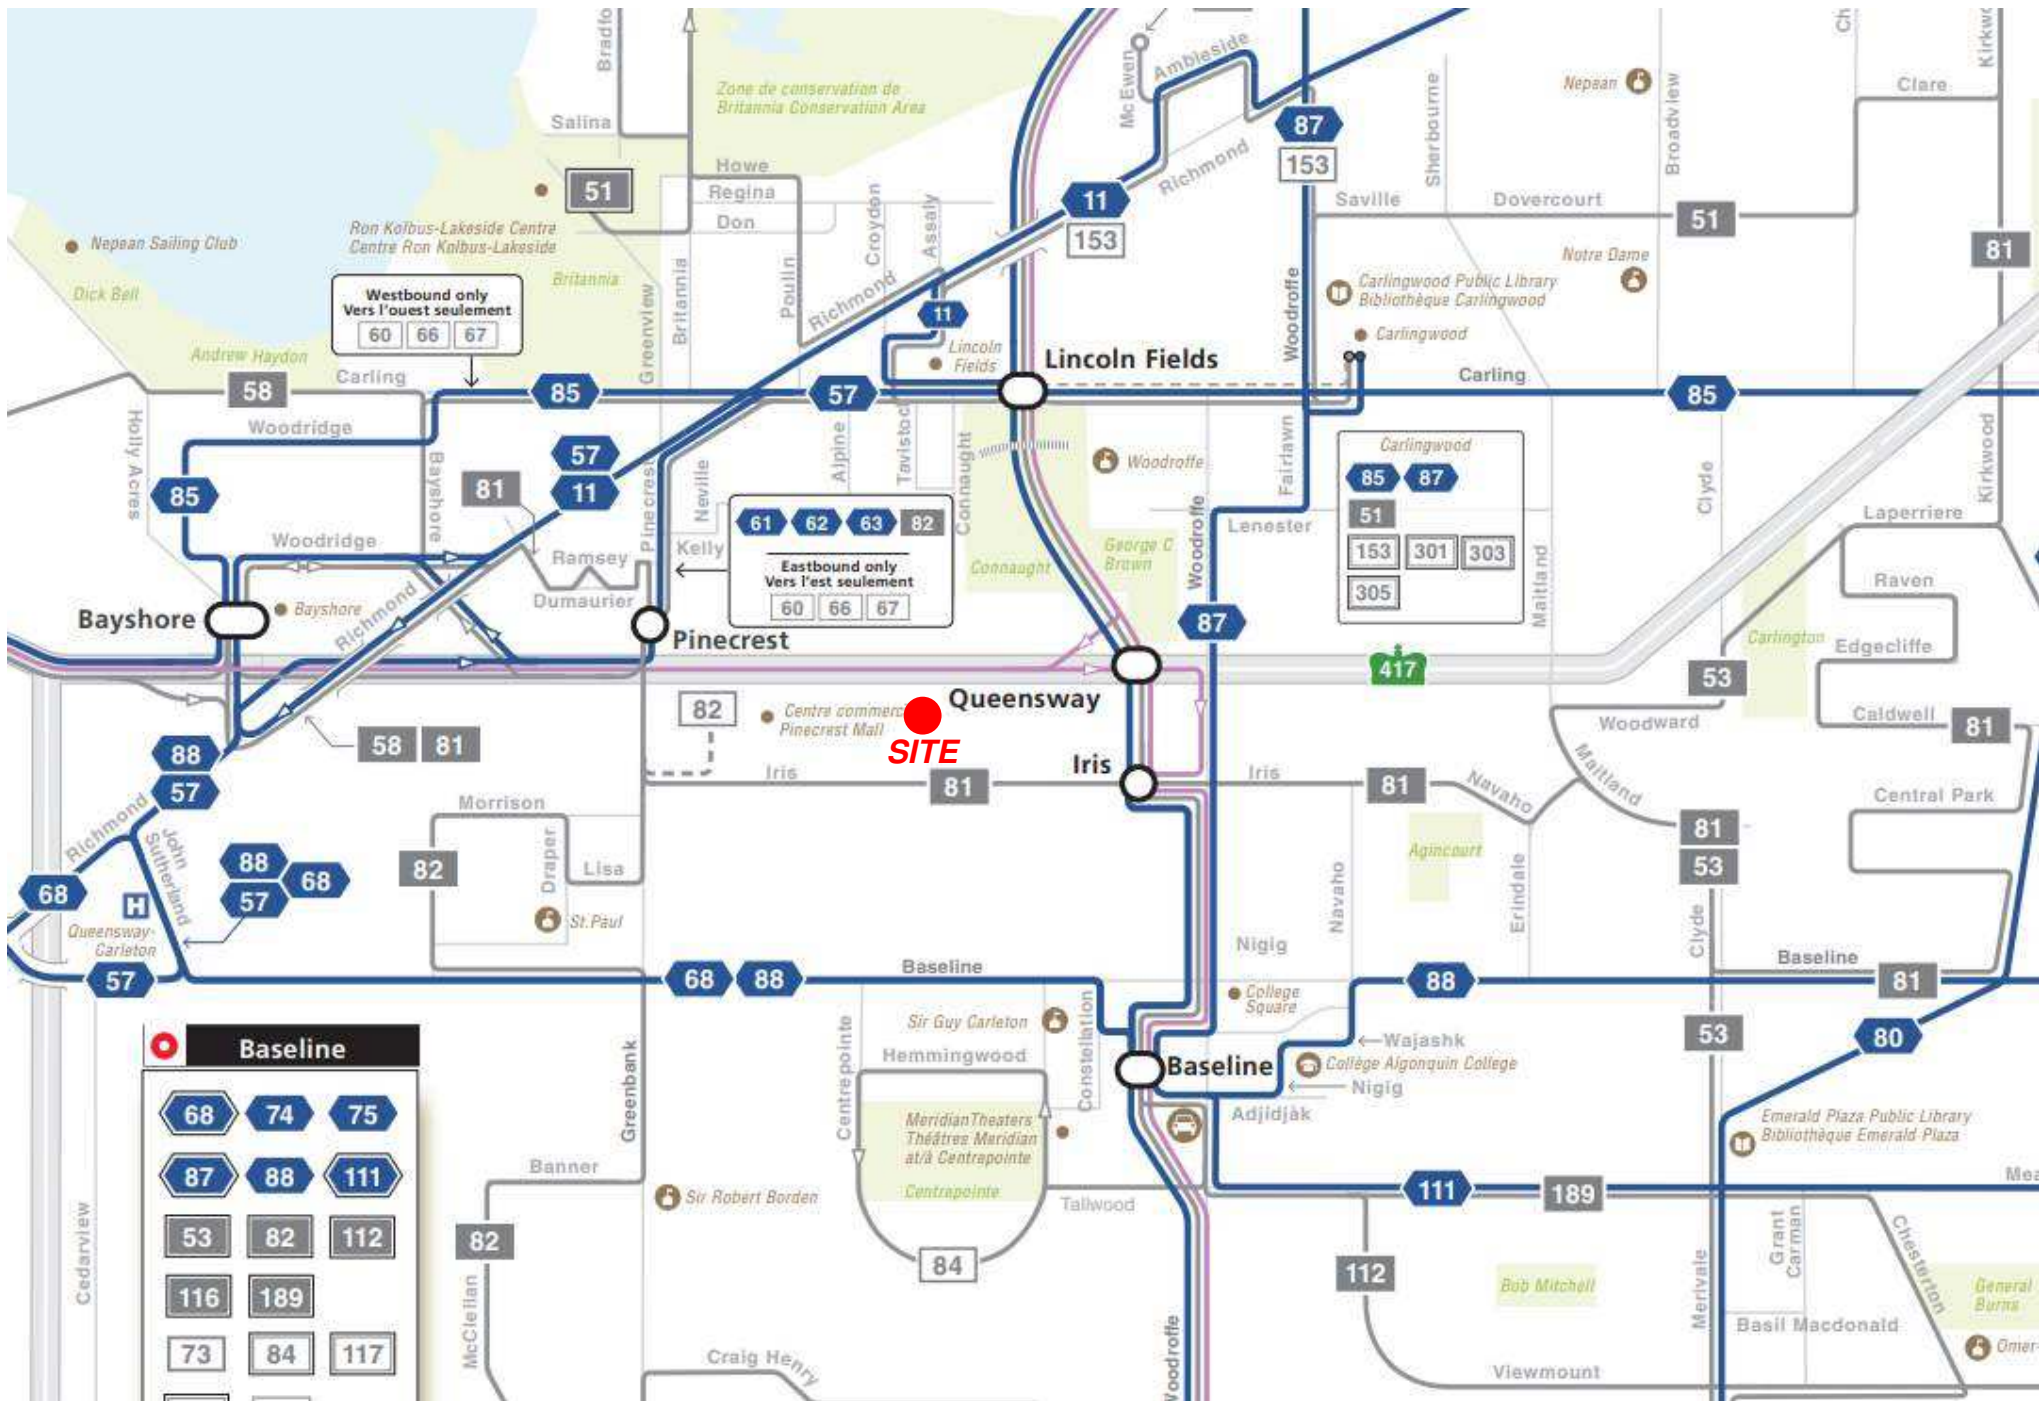 Bradfo
Salina
51
Zone de conservation de
Britannia Conservation Area
Howe
Regina
Don
McEwen
Ambleside
Richmond
87
153
11
153
Sherbourne
Nepean
Broadview
Ch
Kirkwo
Clare
Saville
Dovercourt
51
81
Notre Dame
Nepean Sailing Club
Dick Bell
Ron Kolbus-Lakeside Centre
Centre Ron Kolbus-Lakeside
Britannia
Westbound only
Vers l'ouest seulement
60 66 67
Andrew Haydon
Greenview
Britannia
Poulin
Croydon
Assaly
Richmond
11
Lincoln
Fields
Lincoln Fields
Woodroffe
Carlingwood Public Library
Bibliothèque Carlingwood
Carlingwood
58
Carling
85
57
Carling
85
Holly Acres
Woodridge
85
Bayshore
57
11
81
Pinecrest
Neville
Alpine
Tavistock
Connaught
Woodroffe
Fairlawn
Carlingwood
85 87
51
153 301 303
305
Clyde
Kirkwood
Laperriere
Woodridge
Ramsey
Dumaurier
Kelly
61 62 63 82
Eastbound only
Vers l'est seulement
60 66 67
Connaught
George C
Brown
Woodroffe
Lenester
Maitland
Raven
Bayshore
Bayshore
Richmond
Pinecrest
87
Carlington
Edgecliffe
Queensway
417
53
82
Centre commerc
Pinecrest Mall
SITE
Woodward
Caldwell
81
58 81
88
57
Iris
81
Iris
Iris
81
Navaho
Maitland
Central Park
Richmond
John
Sutherland
Morrison
Draper
Lisa
82
88
68
57
68
H
Queensway-
Carleton
57
St.Paul
81
53
Agincourt
Navaho
Erindale
Clyde
Nigig
68 88
Baseline
88
Baseline
81
College
Square
Baseline
68 74 75
87 88 111
53 82 112
116 189
73 84 117
Greenbank
Centrepointe
Sir Guy Carleton
Hemmingwood
Constellation
Baseline
Wajashk
Collège Algonquin College
Nigig
Adjidjàk
53
80
Meridian Theaters
Théâtres Meridian
at/à Centrepointe
Centrepointe
Emerald Plaza Public Library
Bibliothèque Emerald Plaza
Cedarview
Banner
Sir Robert Borden
Tallwood
111
189
Mea
82
84
112
Bob Mitchell
Merivale
Grant
Carman
Chesterton
General
Burns
Basil Macdonald
Omer-
McClellan
Craig Henry
Woodroffe
Viewmount